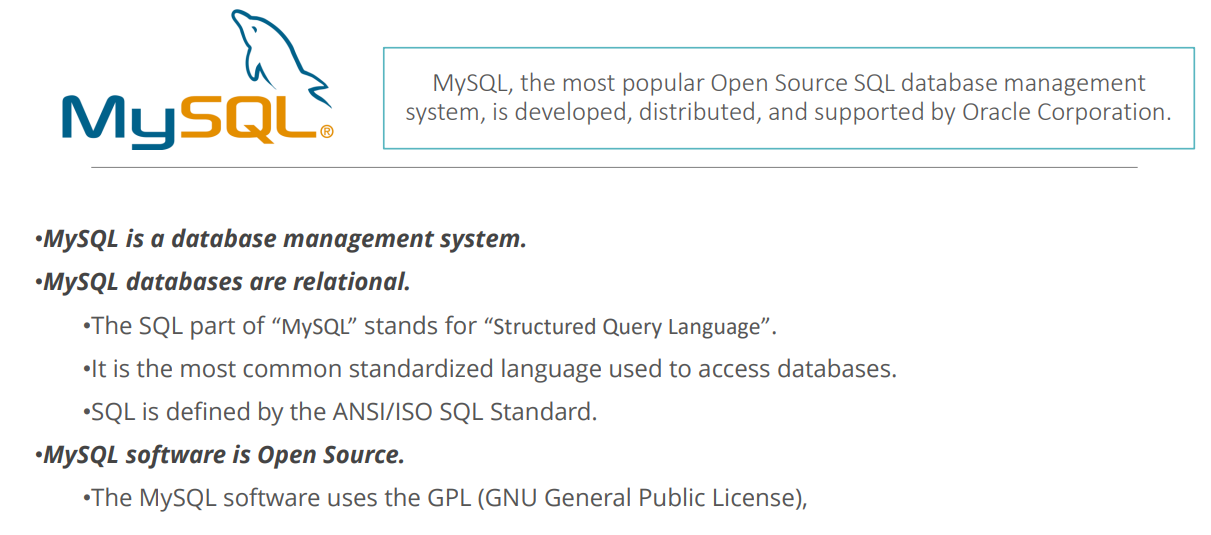 MySQL®
MySQL, the most popular Open Source SQL database management
system, is developed, distributed, and supported by Oracle Corporation.
•MySQL is a database management system.
•MySQL databases are relational.
•The SQL part of “MySQL” stands for “Structured Query Language”.
•It is the most common standardized language used to access databases.
•SQL is defined by the ANSI/ISO SQL Standard.
•MySQL software is Open Source.
•The MySQL software uses the GPL (GNU General Public License),